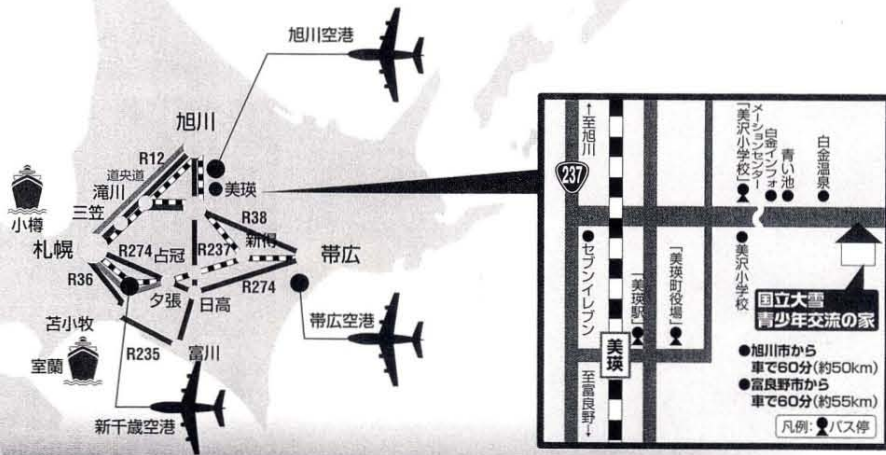 旭川空港
旭川
R12
道央道
滝川
三笠
美瑛
小樽
札幌
R274
占冠
R237
R38
新得
帯広
R36
夕張
日高
R274
苫小牧
室蘭
R235
富川
帯広空港
新千歳空港
←至旭川
237
セブンイレブン
「美瑛駅」
「美瑛町役場」
美瑛
至富良野→
「美沢小学校」
美沢小学校
白金インフォ
メーションセンター
青い池
白金温泉
国立大雪
青少年交流の家
●旭川市から
車で60分(約50km)
●富良野市から
車で60分(約55km)
凡例:バス停